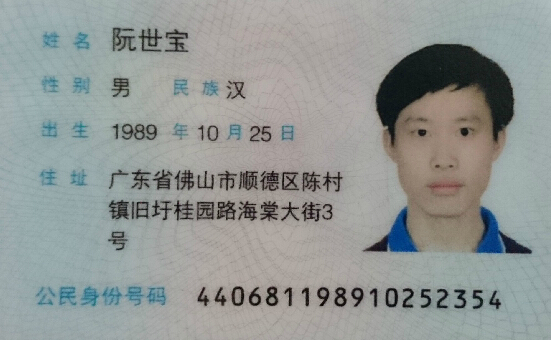 姓名 阮世宝
性别 男 民族 汉
出生 1989 年 10 月 25 日
住址 广东省佛山市顺德区陈村
镇旧圩桂园路海棠大街3
号
公民身份号码 440681198910252354